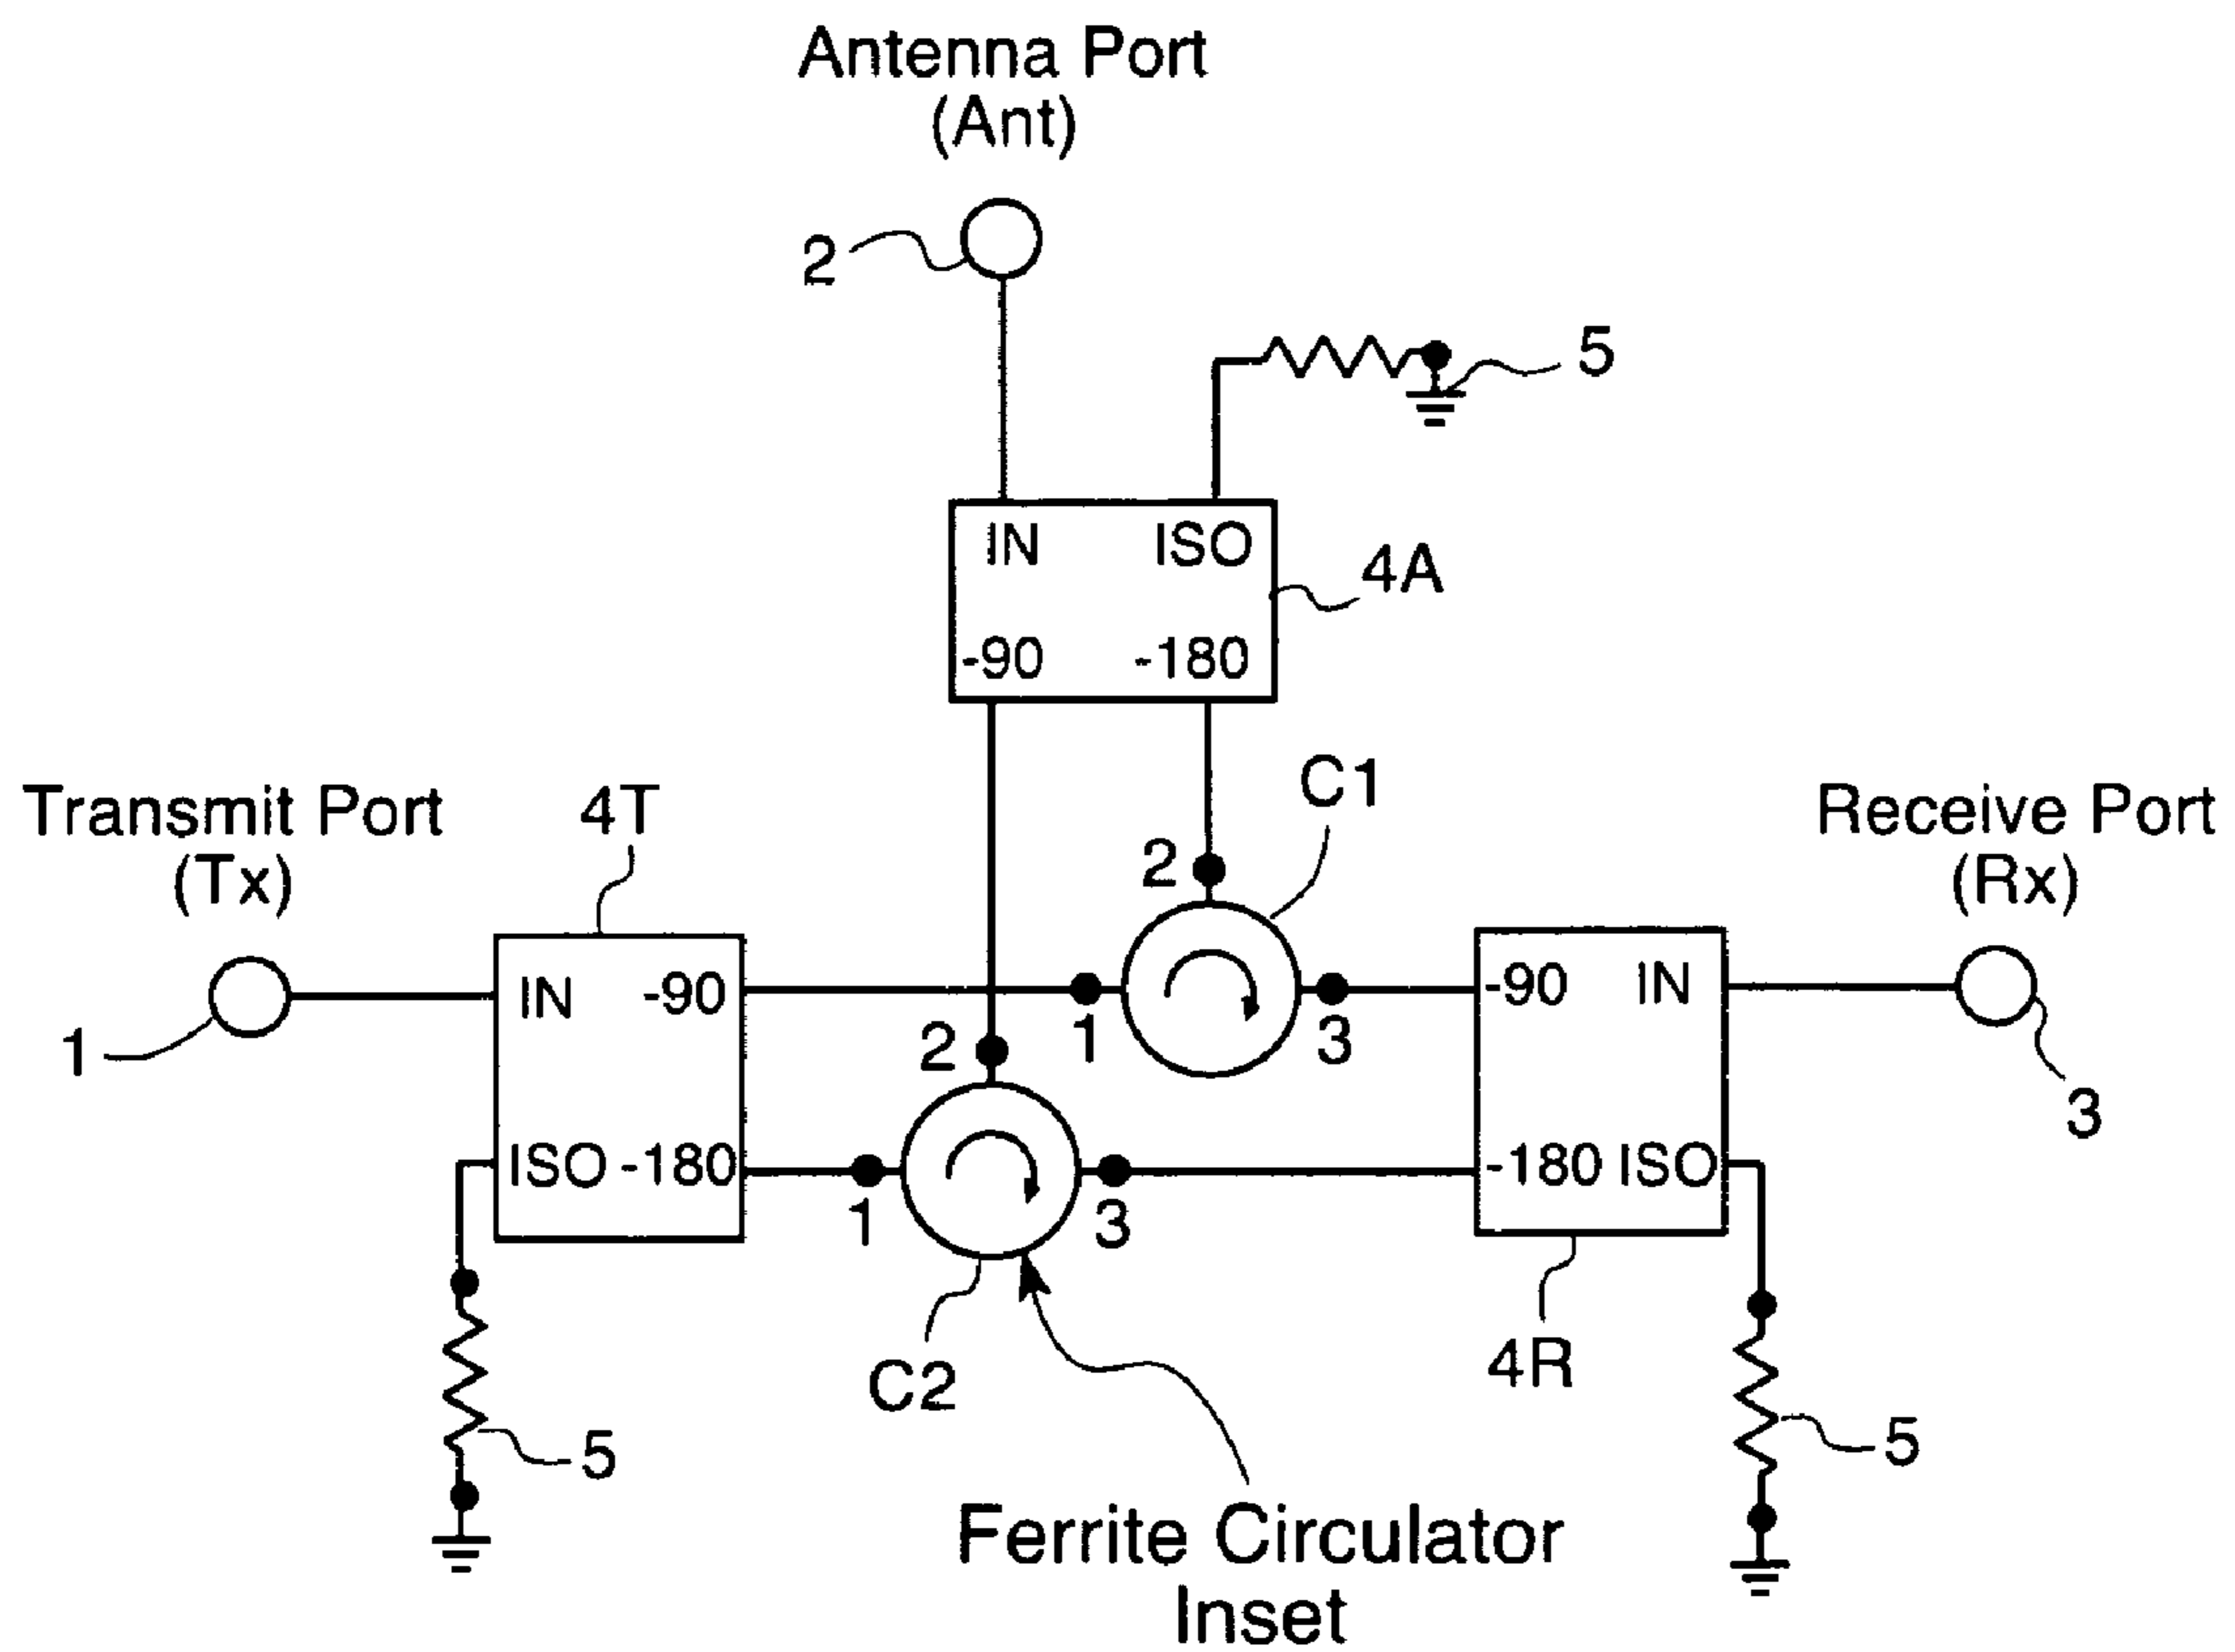 Antenna Port
(Ant)
2
5
IN ISO
4A
-90 -180
C1
Transmit Port
(Tx)
4T
2
Receive Port
(Rx)
IN -90
-90 IN
1
2
1
3
3
ISO -180
-180 ISO
1
3
C2
4R
5
5
Ferrite Circulator
Inset